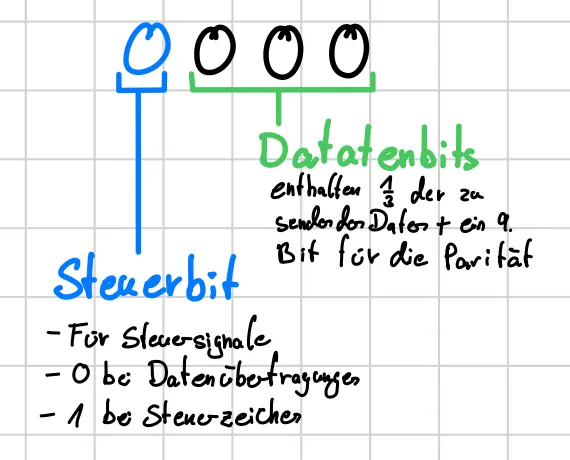 0 0 0 0
Datatenbits
enthalten 1/3 der zu
sendenden Daten + ein 9.
Bit für die Parität
Steuerbit
- Für Steuersignale
- 0 bei Datenübertragungen
- 1 bei Steuerzeichen